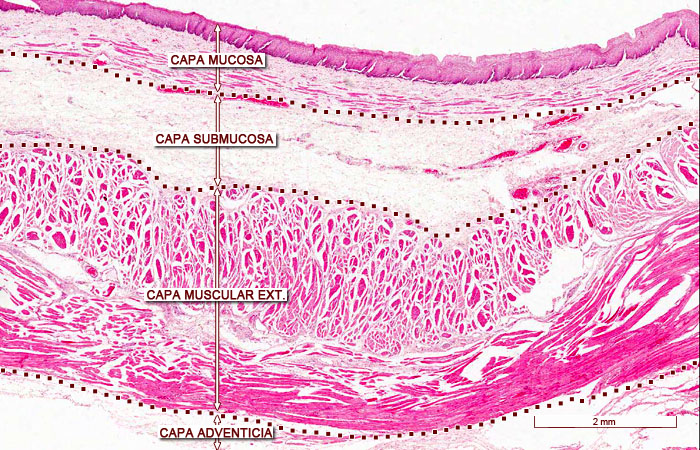 CAPA MUCOSA
CAPA SUBMUCOSA
CAPA MUSCULAR EXT.
2 mm
CAPA ADVENTICIA